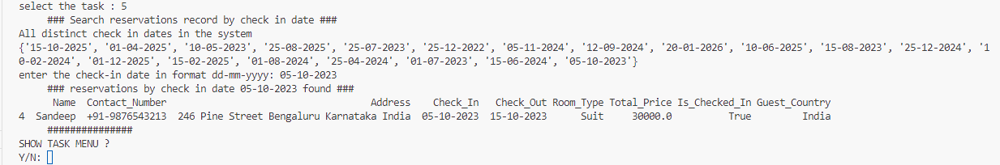 select the task : 5
### Search reservations record by check in date ###
All distinct check in dates in the system
{'15-10-2025', '01-04-2025', '10-05-2023', '25-08-2025', '25-07-2023', '25-12-2022', '05-11-2024', '12-09-2024', '20-01-2026', '10-06-2025', '15-08-2023', '25-12-2024', '1
0-02-2024', '01-12-2025', '15-02-2025', '01-08-2024', '25-04-2024', '01-07-2023', '15-06-2024', '05-10-2023'}
enter the check-in date in format dd-mm-yyyy: 05-10-2023
### reservations by check in date 05-10-2023 found ###
Name Contact_Number Address Check_In Check_Out Room_Type Total_Price Is_Checked_In Guest_Country
4 Sandeep +91-9876543213 246 Pine Street Bengaluru Karnataka India 05-10-2023 15-10-2023 Suit 30000.0 True India
###############
SHOW TASK MENU ?
Y/N: